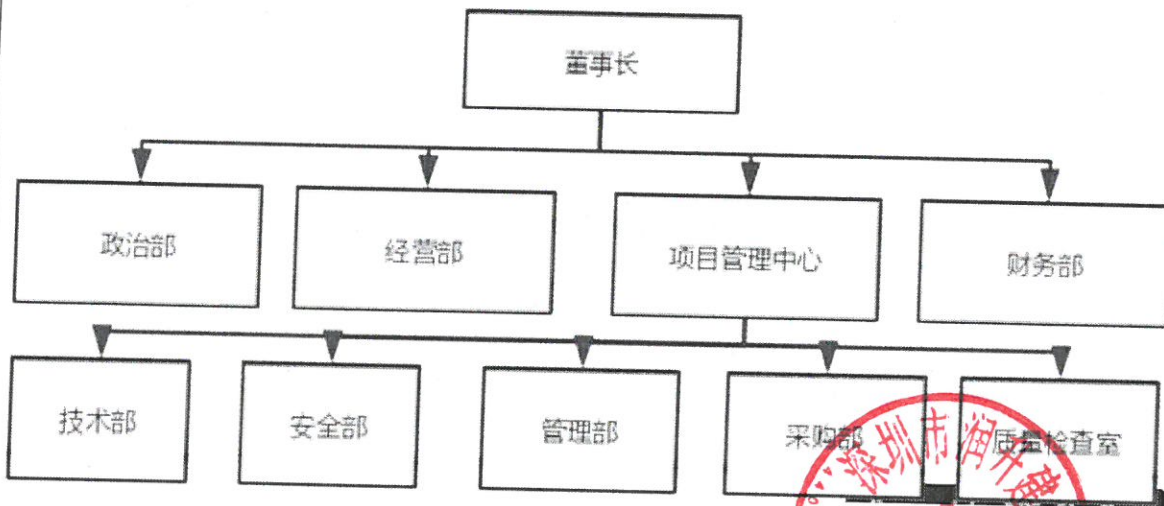 董事长
政治部
经营部
项目管理中心
财务部
技术部
安全部
管理部
采购部
质量检查室
深圳市润升建